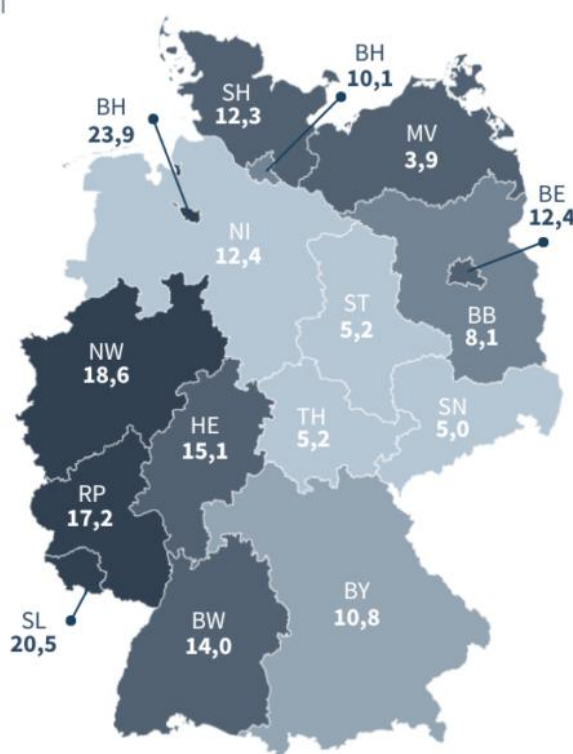 BH
10,1
SH
12,3
BH
23,9
MV
3,9
BE
12,4
NI
12,4
ST
5,2
BB
8,1
NW
18,6
HE
15,1
TH
5,2
SN
5,0
RP
17,2
BY
10,8
SL
20,5
BW
14,0